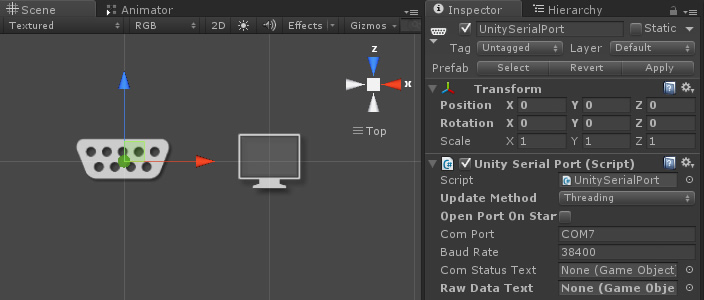 Scene Animator
Textured RGB 2D Effects Gizmos
z
x
Top
Inspector Hierarchy
UnitySerialPort Static
Tag Untagged Layer Default
Prefab Select Revert Apply
Transform
Position X 0 Y 0 Z 0
Rotation X 0 Y 0 Z 0
Scale X 1 Y 1 Z 1
Unity Serial Port (Script)
Script UnitySerialPort
Update Method Threading
Open Port On Star
Com Port COM7
Baud Rate 38400
Com Status Text None (Game Object
Raw Data Text None (Game Obje